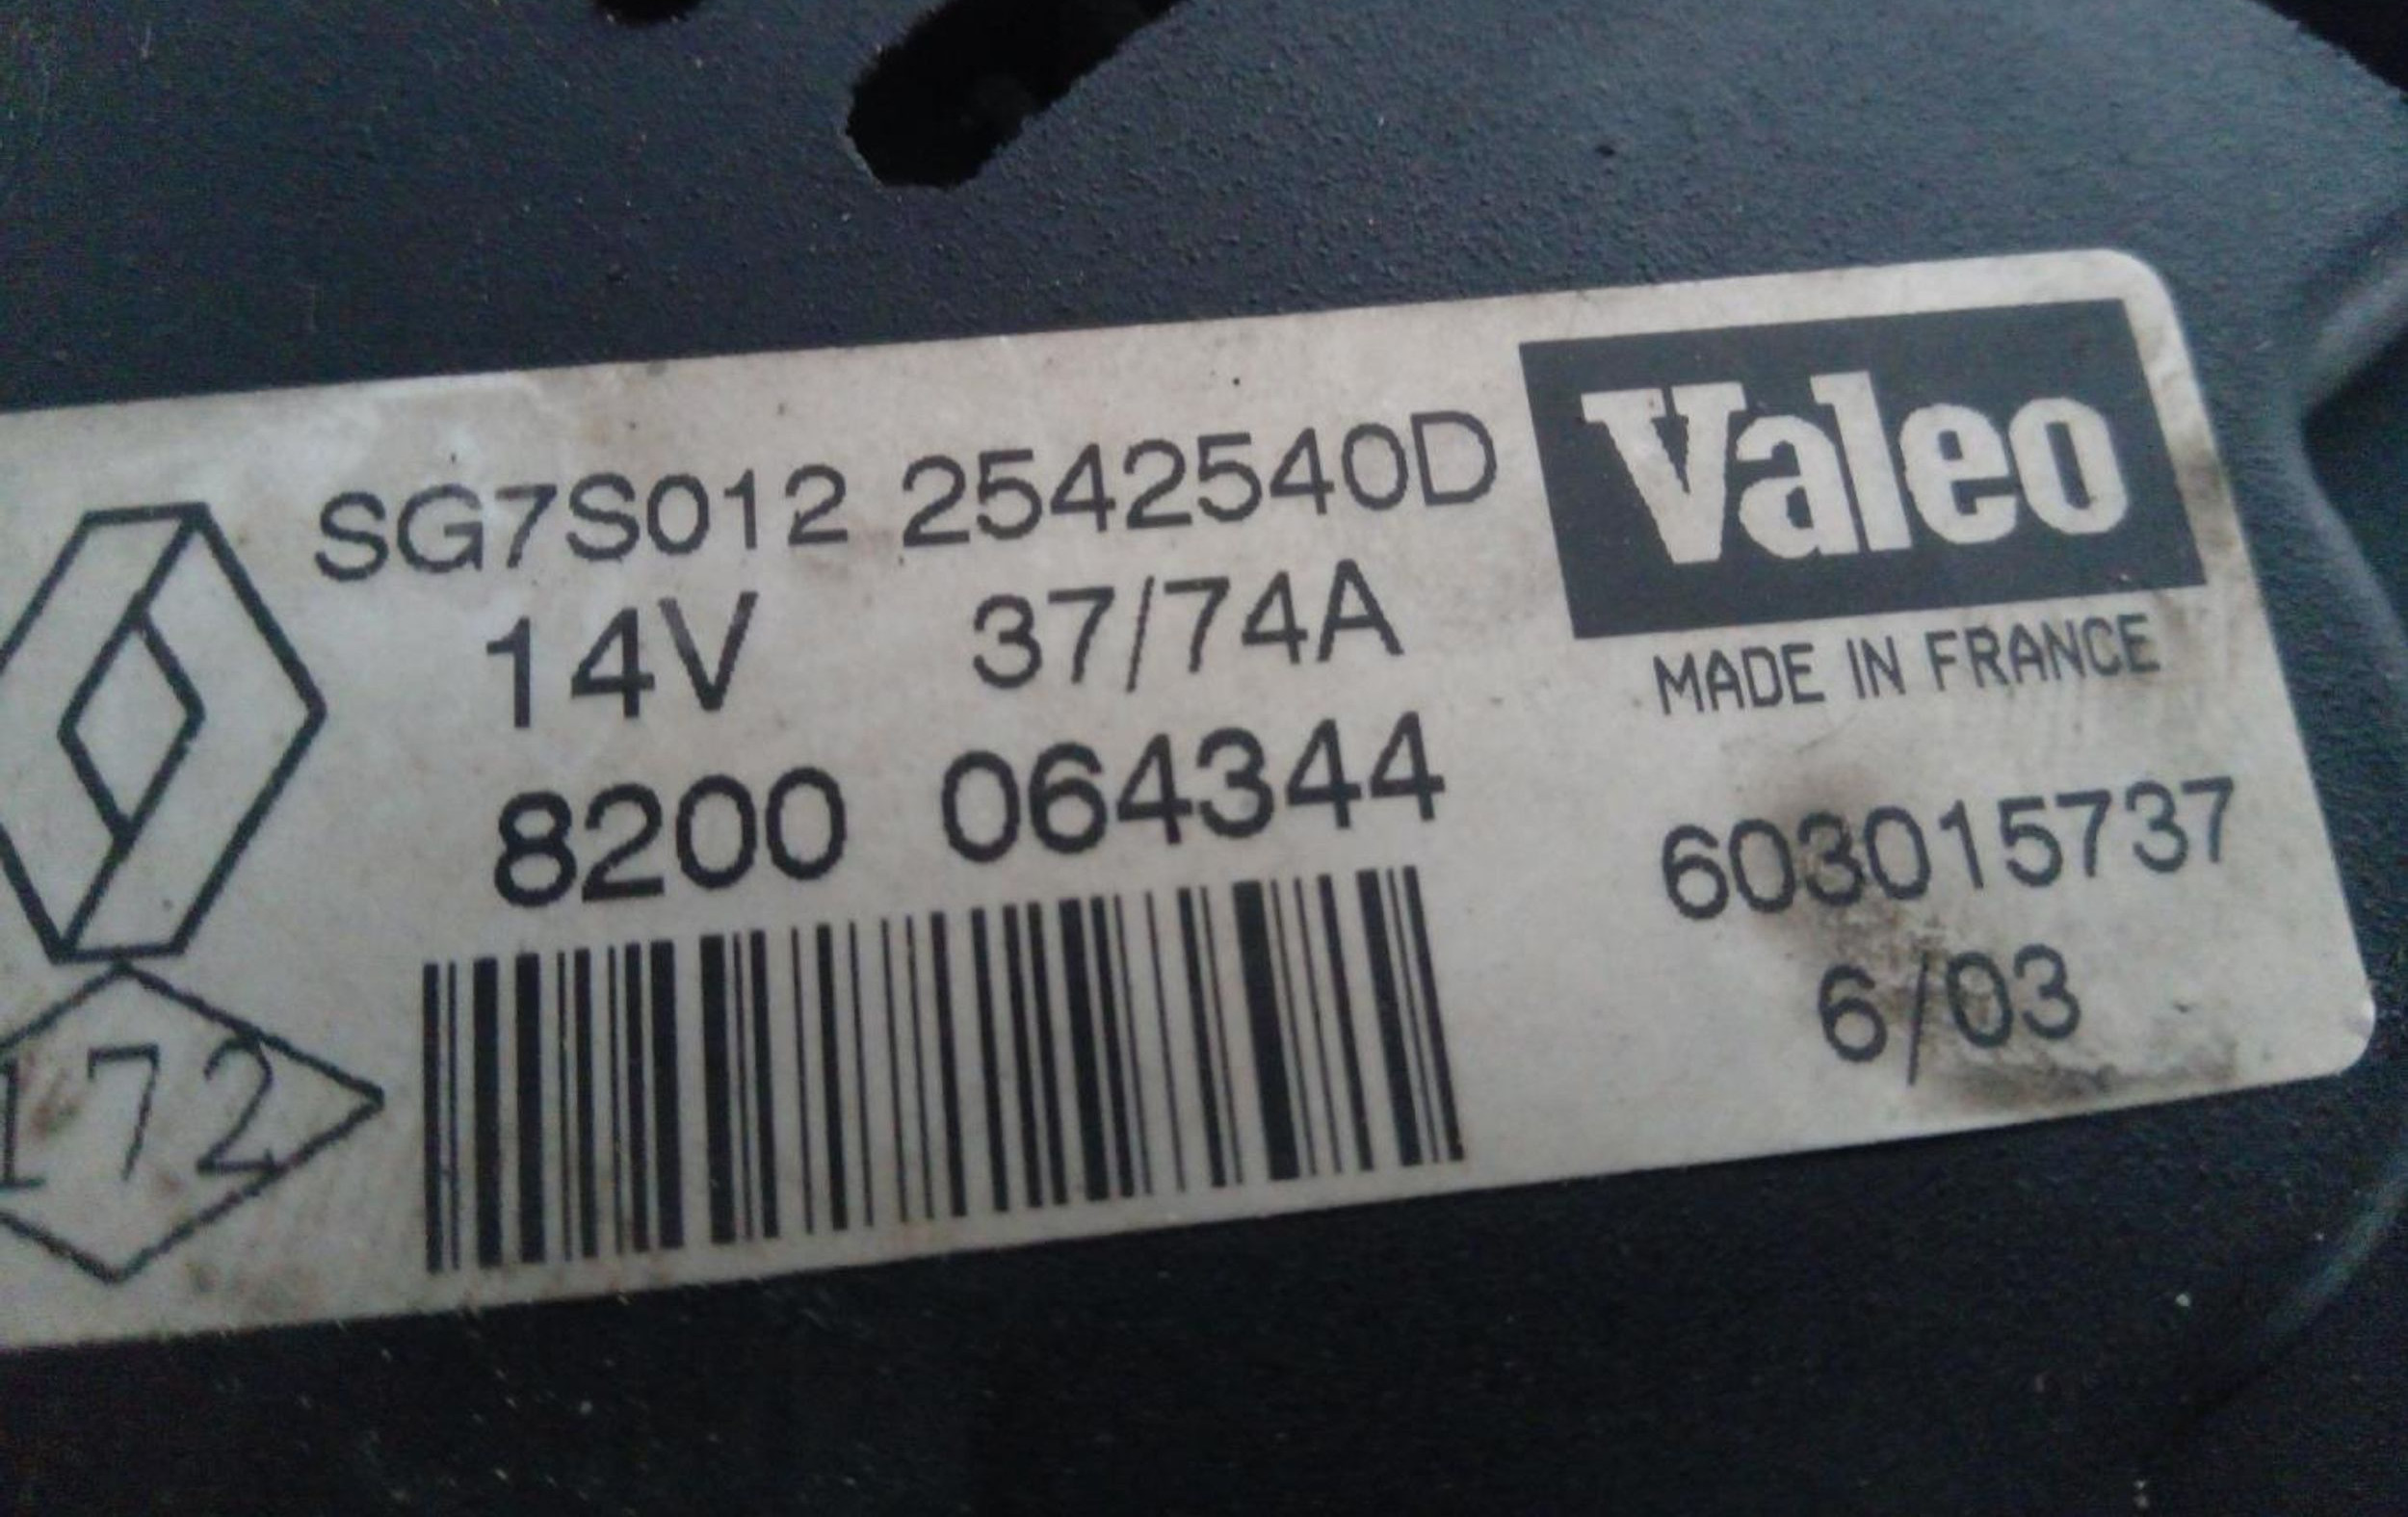 SG7S012 2542540D
Valeo
14V 37/74A
MADE IN FRANCE
8200 064344
603015737
6/03
172